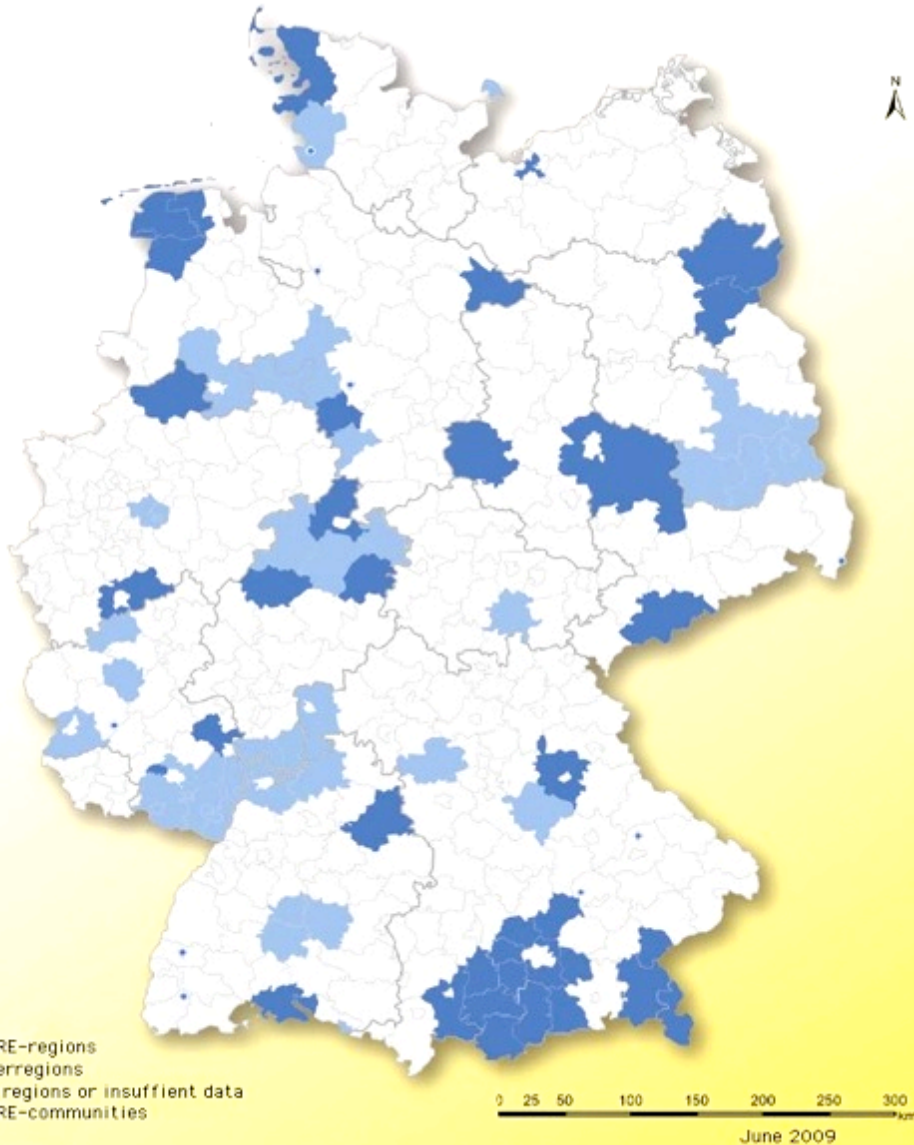 N
RE-regions
erregions
regions or insuffient data
RE-communities
0 25 50 100 150 200 250 300
Km
June 2009